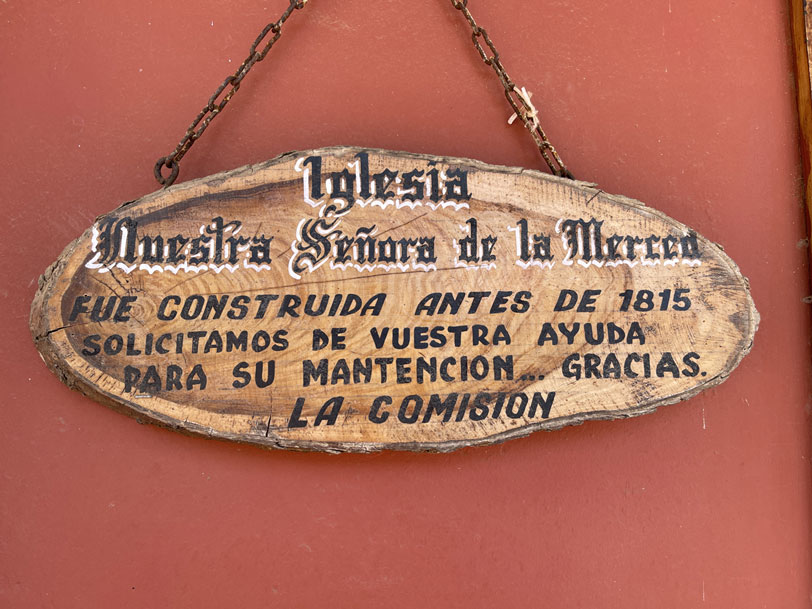 Iglesia
Nuestra Señora de la Merced
FUE CONSTRUIDA ANTES DE 1815
SOLICITAMOS DE VUESTRA AYUDA
PARA SU MANTENCION... GRACIAS.
LA COMISION